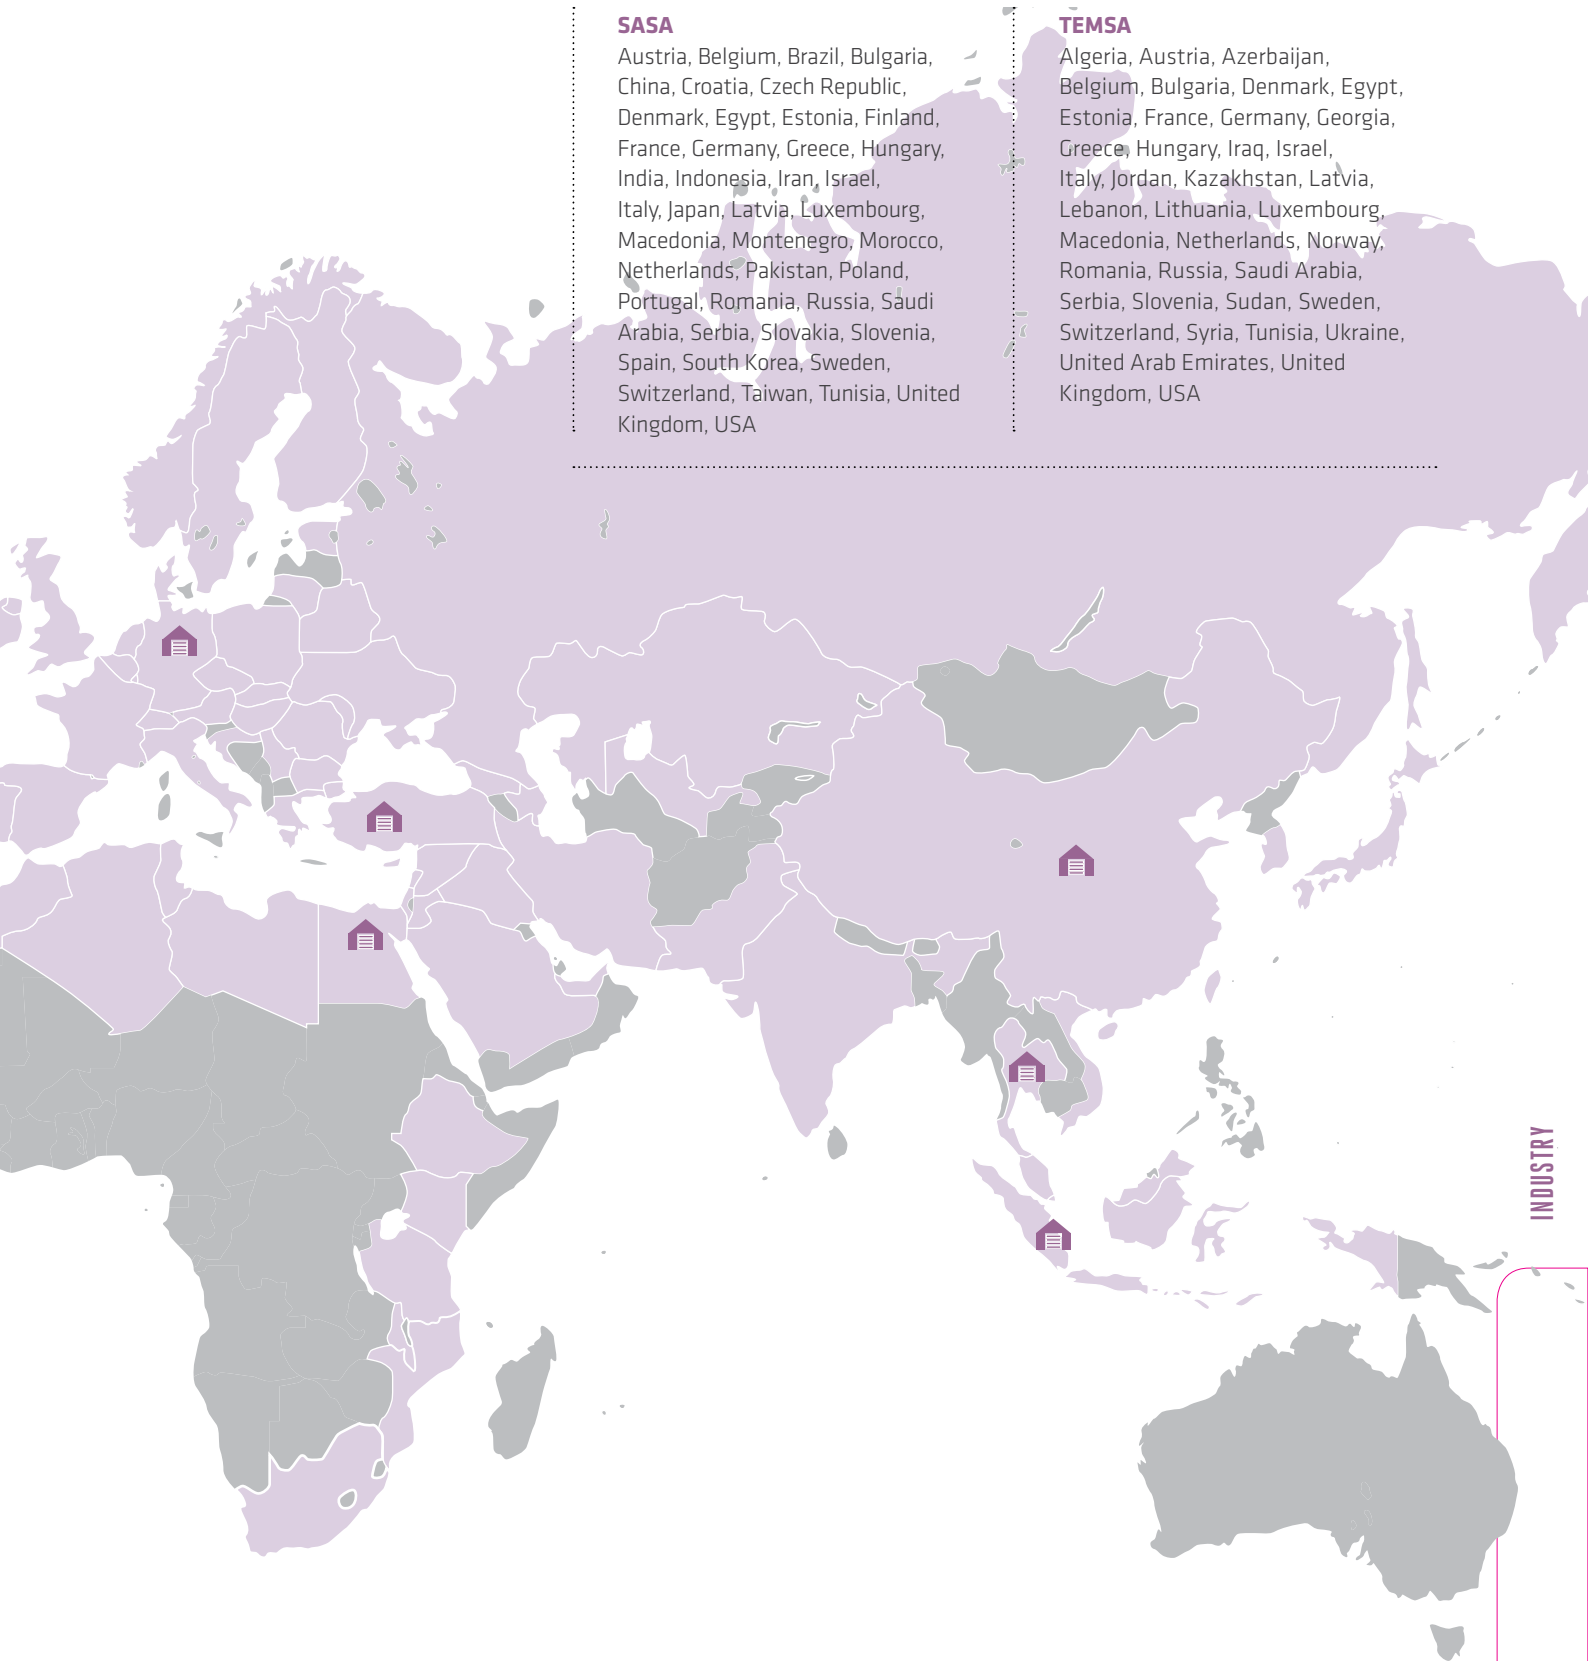 SASA
Austria, Belgium, Brazil, Bulgaria,
China, Croatia, Czech Republic,
Denmark, Egypt, Estonia, Finland,
France, Germany, Greece, Hungary,
India, Indonesia, Iran, Israel,
Italy, Japan, Latvia, Luxembourg,
Macedonia, Montenegro, Morocco,
Netherlands, Pakistan, Poland,
Portugal, Romania, Russia, Saudi
Arabia, Serbia, Slovakia, Slovenia,
Spain, South Korea, Sweden,
Switzerland, Taiwan, Tunisia, United
Kingdom, USA
TEMSA
Algeria, Austria, Azerbaijan,
Belgium, Bulgaria, Denmark, Egypt,
Estonia, France, Germany, Georgia,
Greece, Hungary, Iraq, Israel,
Italy, Jordan, Kazakhstan, Latvia,
Lebanon, Lithuania, Luxembourg,
Macedonia, Netherlands, Norway,
Romania, Russia, Saudi Arabia,
Serbia, Slovenia, Sudan, Sweden,
Switzerland, Syria, Tunisia, Ukraine,
United Arab Emirates, United
Kingdom, USA
INDUSTRY